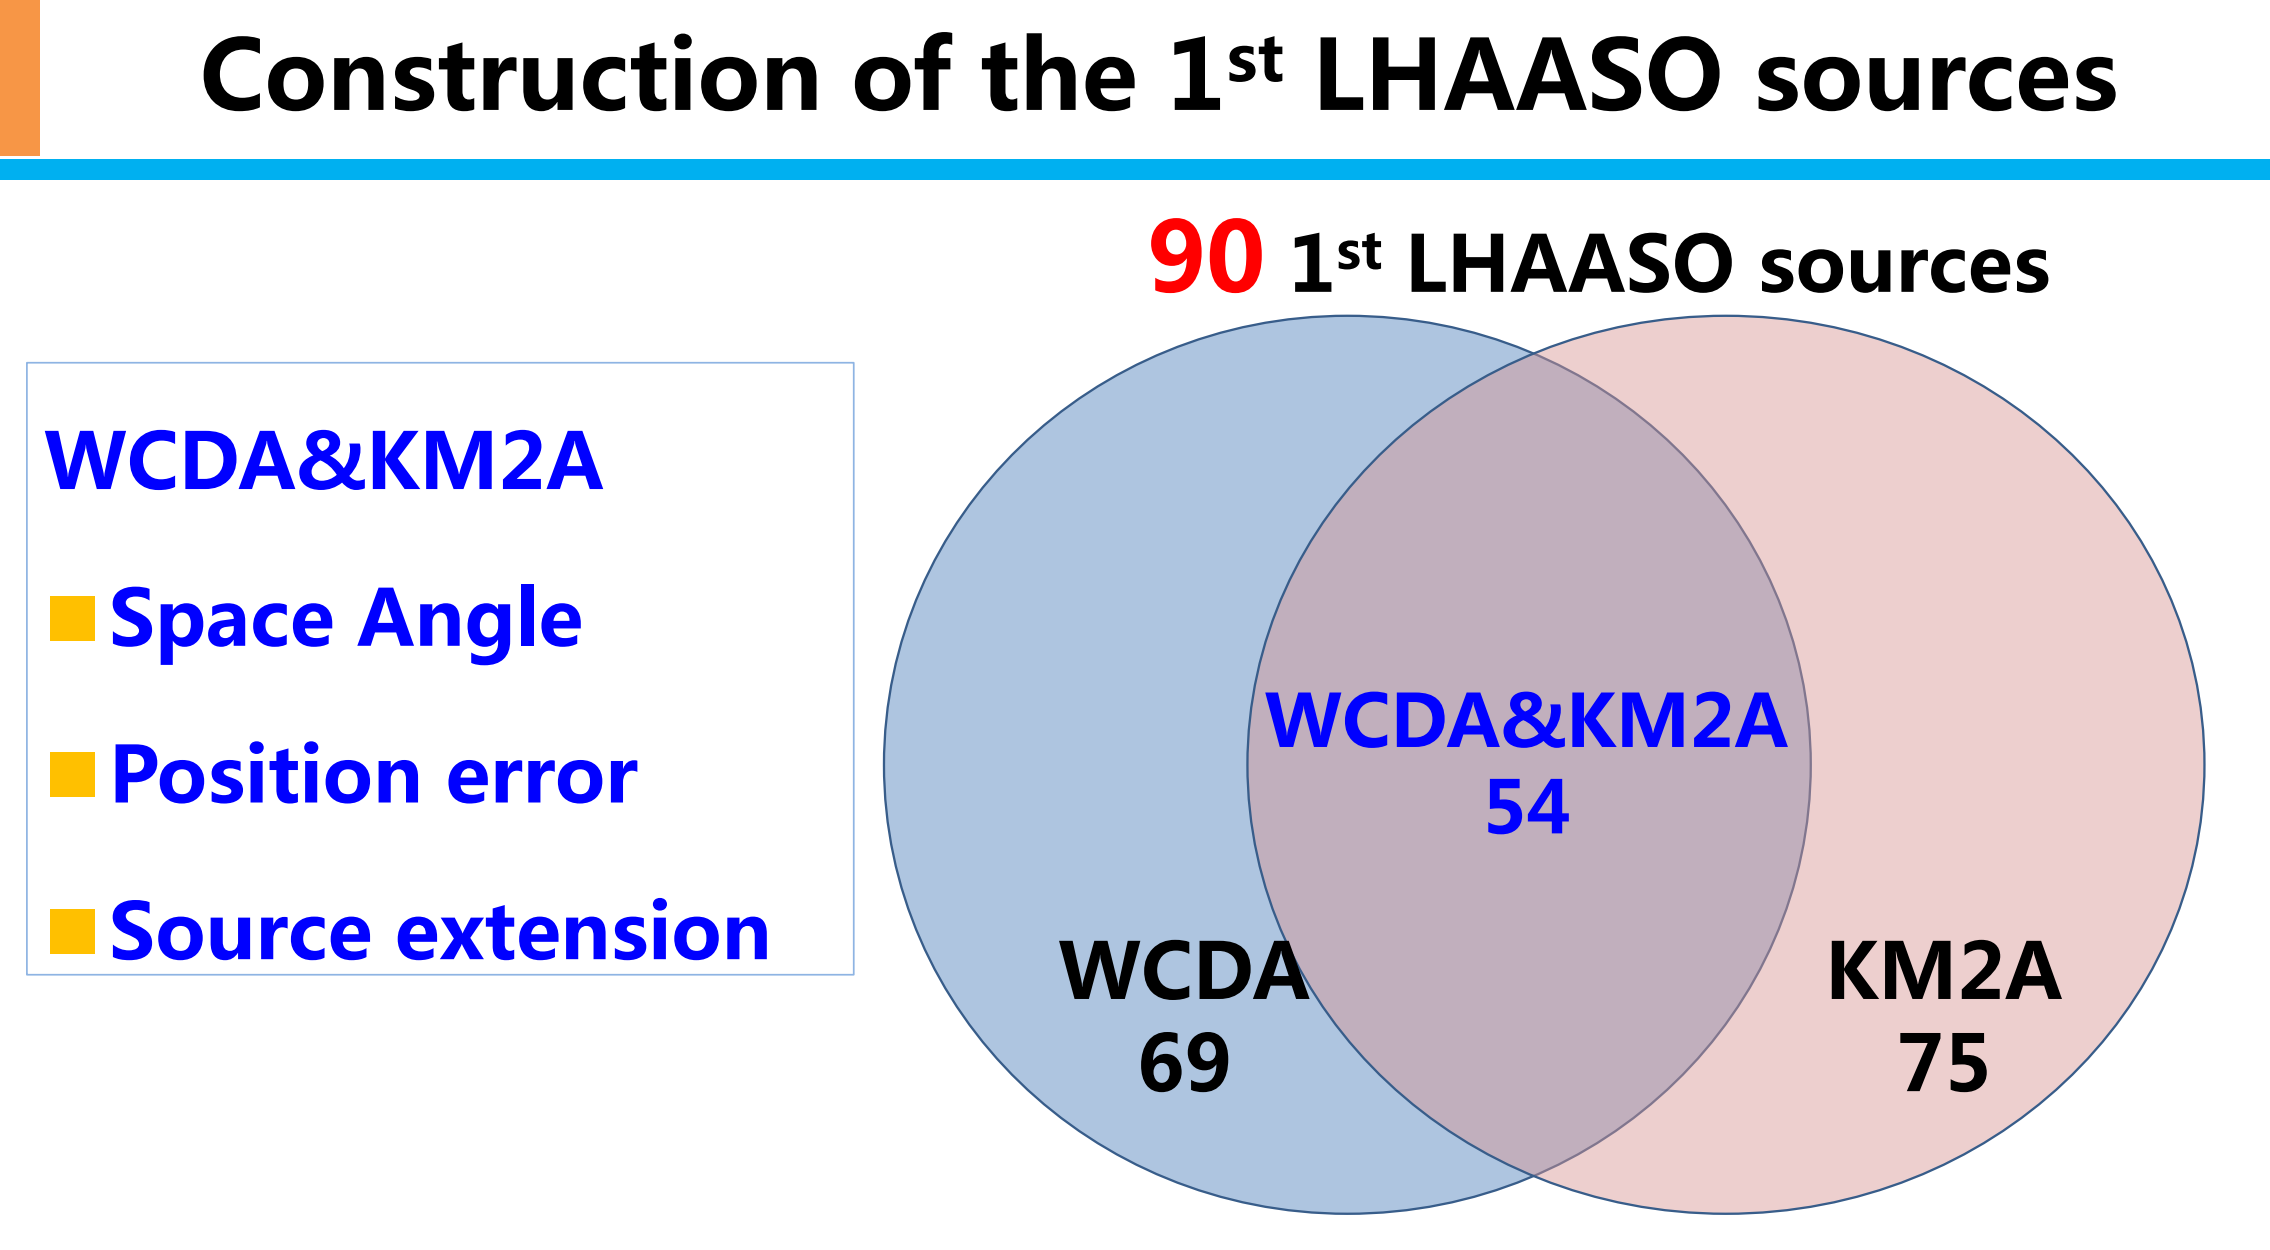 Construction of the 1st LHAASO sources
90 1st LHAASO sources
WCDA&KM2A
Space Angle
Position error
Source extension
WCDA&KM2A
54
WCDA
69
KM2A
75